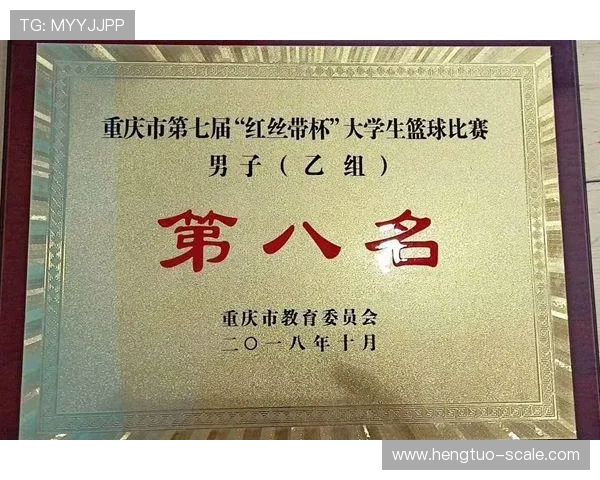 TG: MYYJJPP
重庆市第七届“红丝带杯”大学生篮球比赛
男子（乙组）
第八名
重庆市教育委员会
二〇一八年十月
www.hengtuo-scale.com